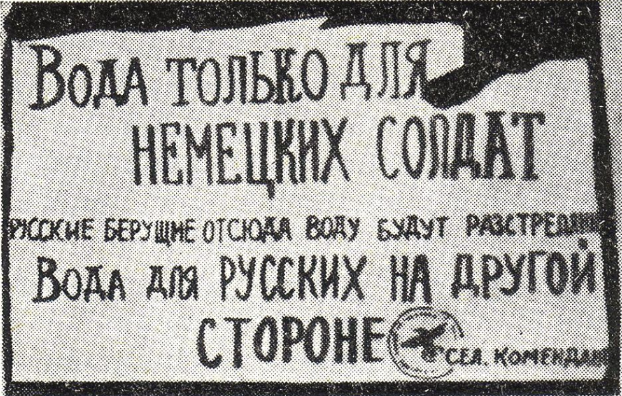 Вода только для
немецких солдат
Русские берущие отсюда воду будут
Вода для русских на другой
стороне
Сел.